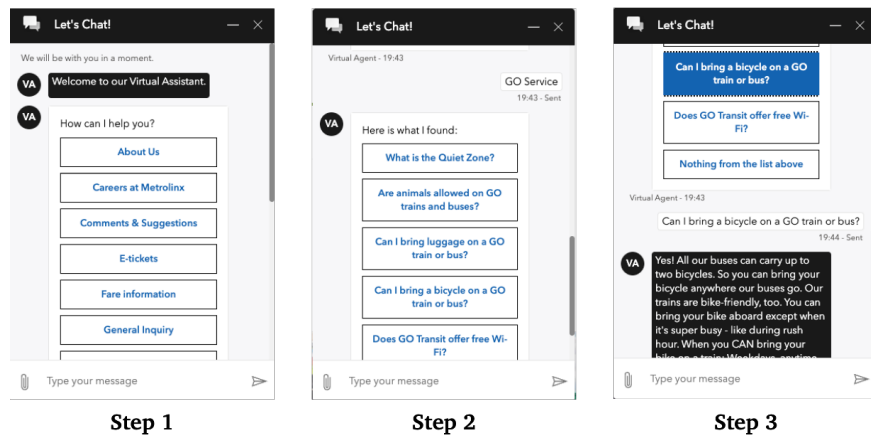 Let's Chat!
We will be with you in a moment.
VA
Welcome to our Virtual Assistant.
VA
How can I help you?
About Us
Careers at Metrolinx
Comments & Suggestions
E-tickets
Fare information
General Inquiry
Type your message
Step 1
Let's Chat!
Virtual Agent - 19:43
GO Service
19:43 - Sent
VA
Here is what I found:
What is the Quiet Zone?
Are animals allowed on GO
trains and buses?
Can I bring luggage on a GO
train or bus?
Can I bring a bicycle on a GO
train or bus?
Does GO Transit offer free Wi-
Fi?
Type your message
Step 2
Let's Chat!
Can I bring a bicycle on a GO
train or bus?
Does GO Transit offer free Wi-
Fi?
Nothing from the list above
Virtual Agent - 19:43
Can I bring a bicycle on a GO train or bus?
19:44 - Sent
VA
Yes! All our buses can carry up to
two bicycles. So you can bring your
bicycle anywhere our buses go. Our
trains are bike-friendly, too. You can
bring your bike aboard except when
it's super busy - like during rush
hour. When you CAN bring your
bike on a train: Weekdays, anytime
Type your message
Step 3